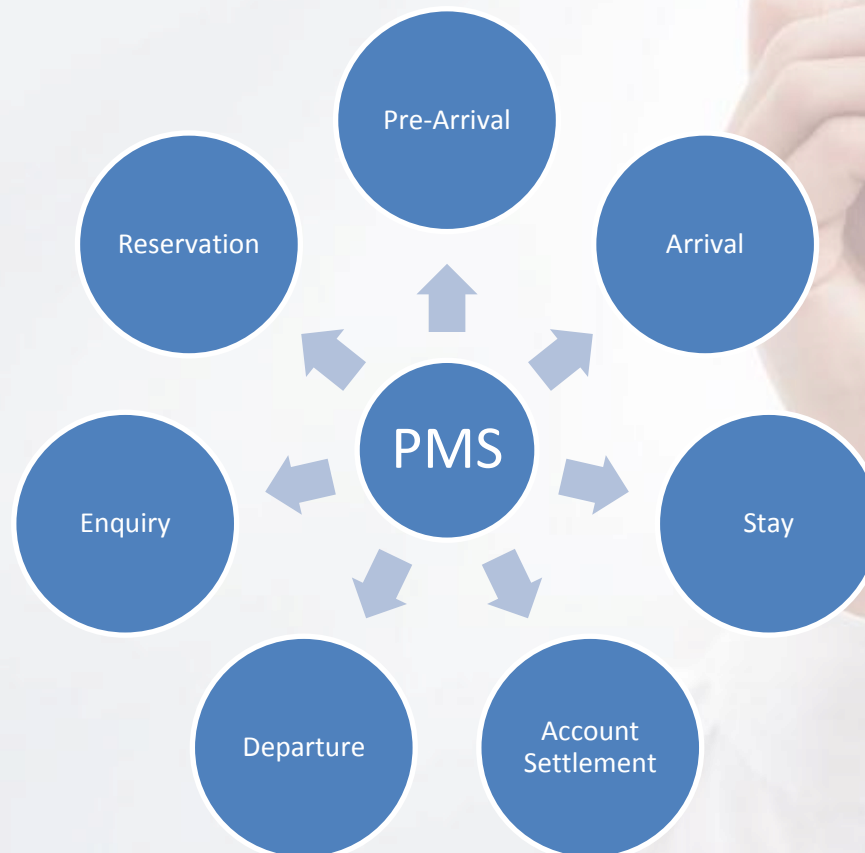 Pre-Arrival
Reservation
Arrival
PMS
Enquiry
Stay
Departure
Account
Settlement